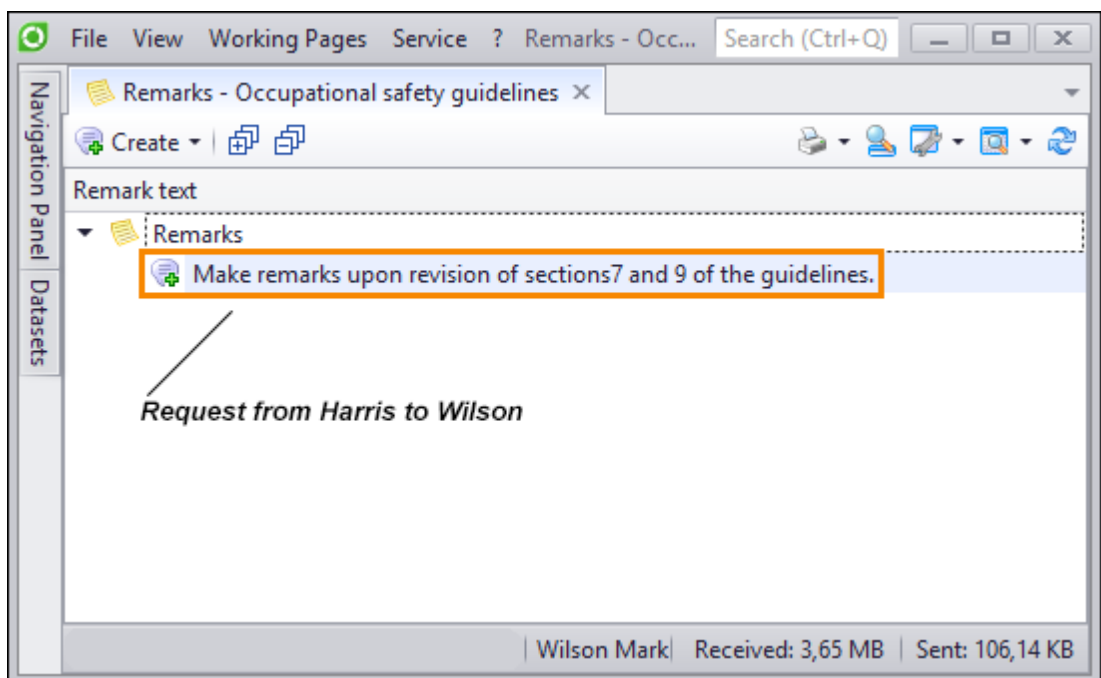 File View Working Pages Service ? Remarks - Occ... Search (Ctrl+Q)
Remarks - Occupational safety guidelines
Create
Navigation Panel
Datasets
Remark text
Remarks
Make remarks upon revision of sections7 and 9 of the guidelines.
Request from Harris to Wilson
Wilson Mark Received: 3,65 MB Sent: 106,14 KB